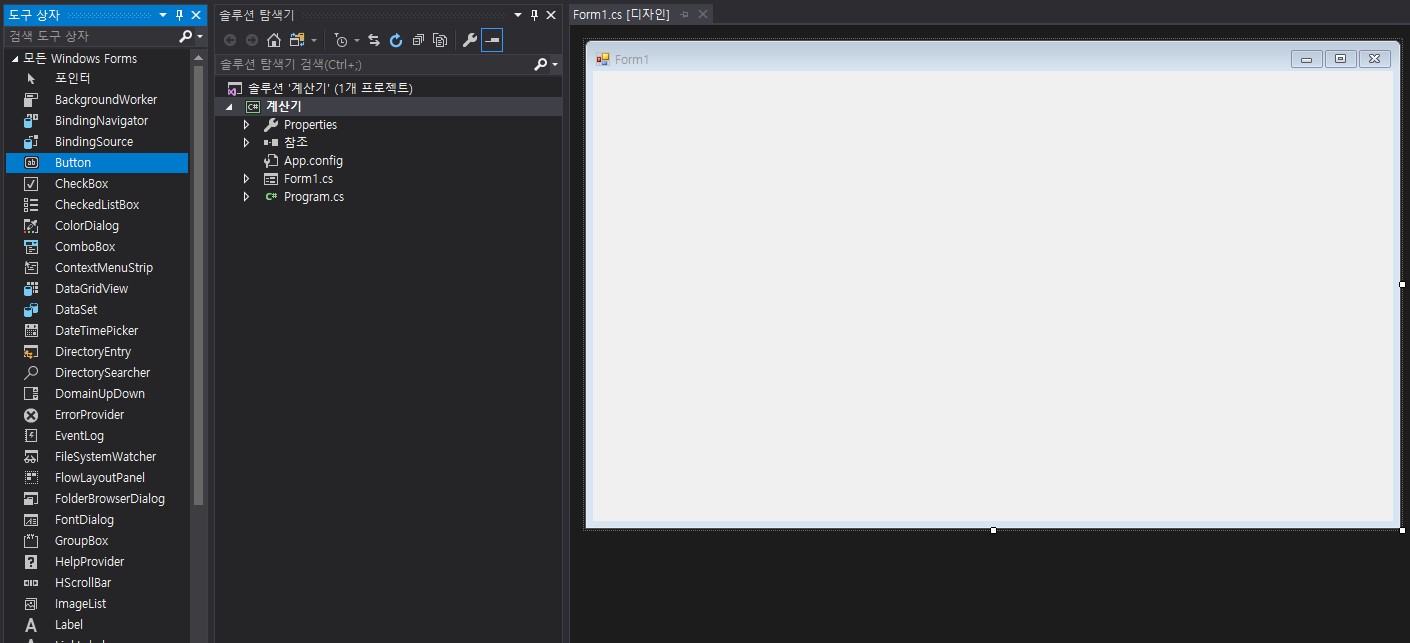 도구 상자
검색 도구 상자
모든 Windows Forms
포인터
BackgroundWorker
BindingNavigator
BindingSource
Button
CheckBox
CheckedListBox
ColorDialog
ComboBox
ContextMenuStrip
DataGridView
DataSet
DateTimePicker
DirectoryEntry
DirectorySearcher
DomainUpDown
ErrorProvider
EventLog
FileSystemWatcher
FlowLayoutPanel
FolderBrowserDialog
FontDialog
GroupBox
HelpProvider
HScrollBar
ImageList
Label
솔루션 탐색기
솔루션 탐색기 검색(Ctrl+;)
솔루션 '계산기' (1개 프로젝트)
C# 계산기
Properties
참조
App.config
Form1.cs
C# Program.cs
Form1.cs [디자인]
Form1